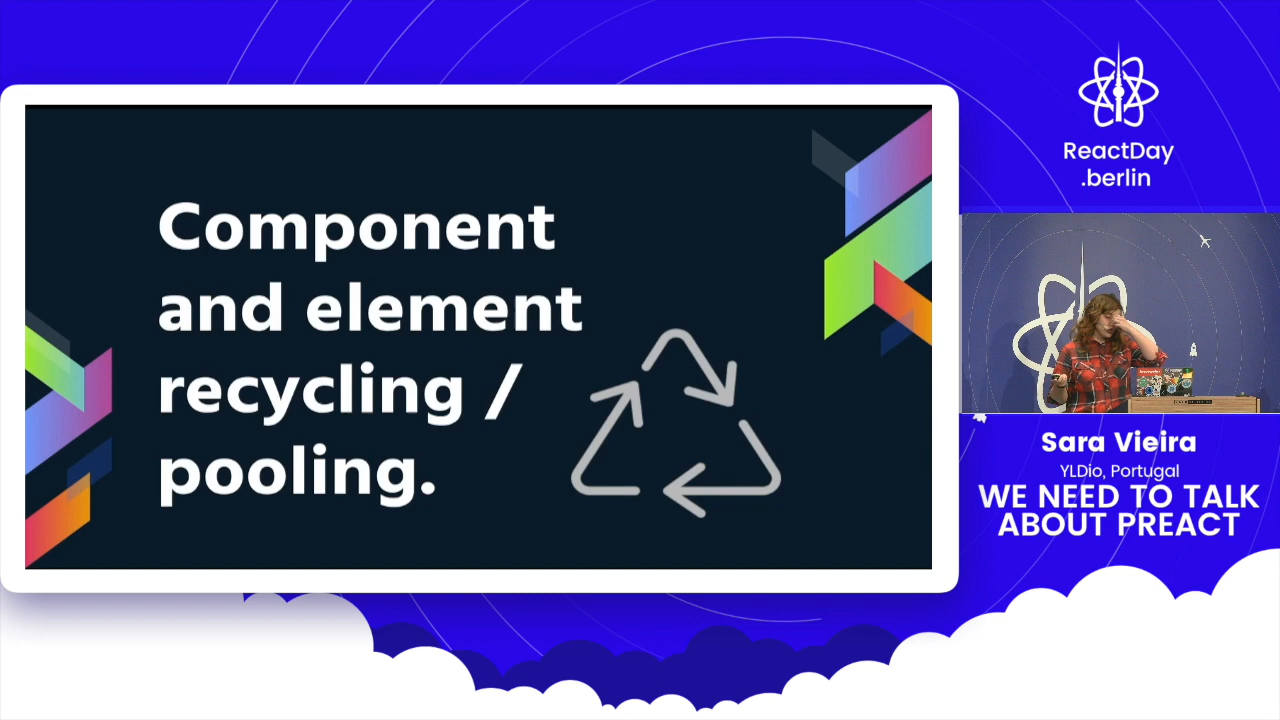 Component
and element
recycling /
pooling.
ReactDay
.berlin
Sara Vieira
YLDio, Portugal
WE NEED TO TALK
ABOUT PREACT